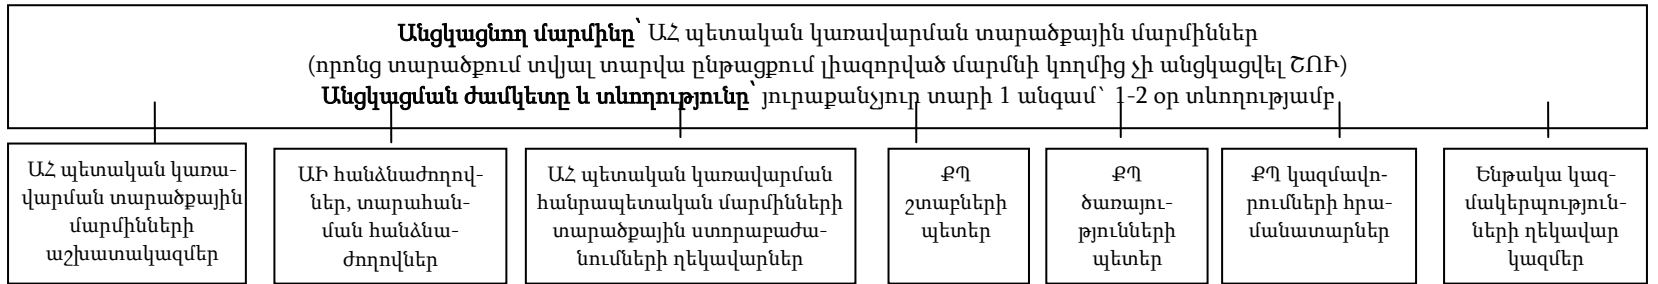 Անցկացնող մարմինը՝ ԱՀ պետական կառավարման տարածքային մարմիններ
(որոնց տարածքում տվյալ տարվա ընթացքում լիազորված մարմնի կողմից չի անցկացվել ՇՈՒ)
Անցկացման ժամկետը և տևողությունը՝ յուրաքանչյուր տարի 1 անգամ՝ 1-2 օր տևողությամբ
ԱՀ պետական կառա-
վարման տարածքային
մարմինների
աշխատակազմեր
ԱԻ հանձնաժողով-
ներ, տարահան-
ման հանձնա-
ժողովներ
ԱՀ պետական կառավարման
հանրապետական մարմինների
տարածքային ստորաբաժա-
նումների ղեկավարներ
ՔՊ
շտաբների
պետեր
ՔՊ
ծառայու-
թյունների
պետեր
ՔՊ կազմավո-
րումների հրա-
մանատարներ
Ենթակա կազ-
մակերպություն-
ների ղեկավար
կազմեր